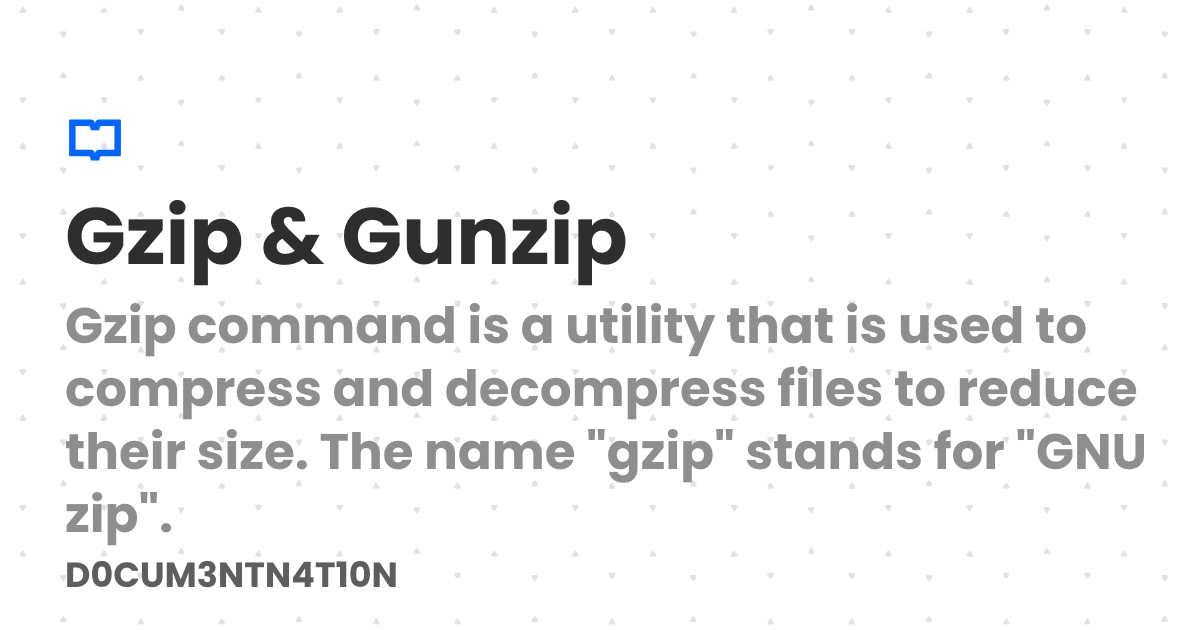 Gzip & Gunzip
Gzip command is a utility that is used to
compress and decompress files to reduce
their size. The name "gzip" stands for "GNU
zip".
D0CUM3NTN4T10N